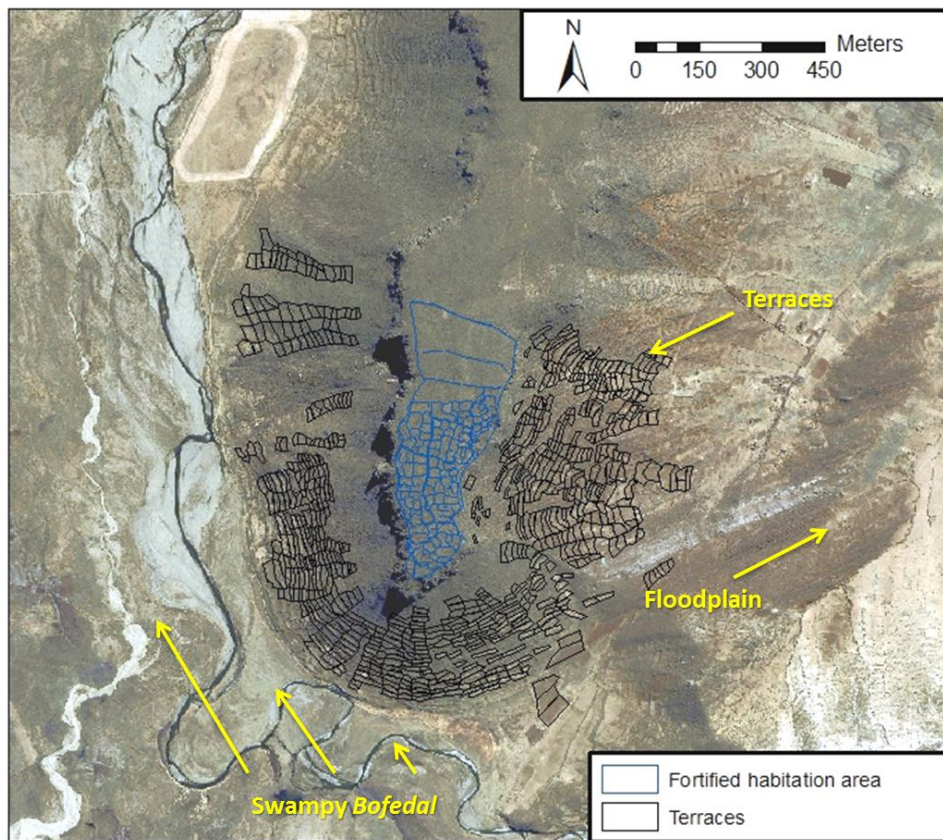 N
Meters
0 150 300 450
Terraces
Floodplain
Swampy Bofedal
Fortified habitation area
Terraces